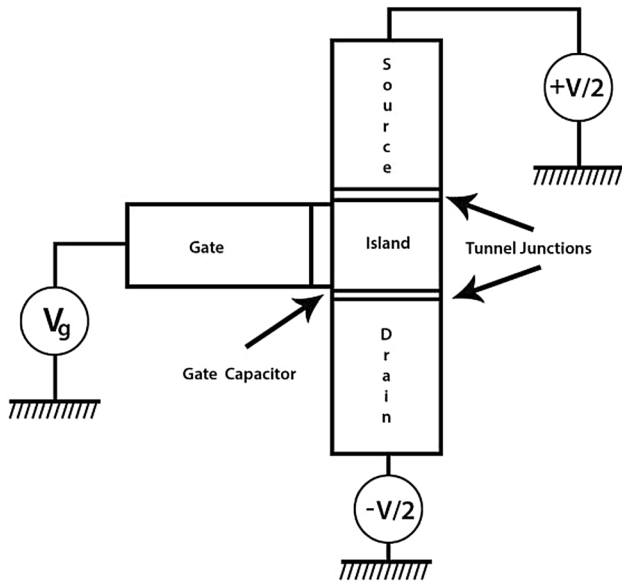 Source
+V/2
Gate
Island
Tunnel Junctions
Vg
Gate Capacitor
Drain
-V/2